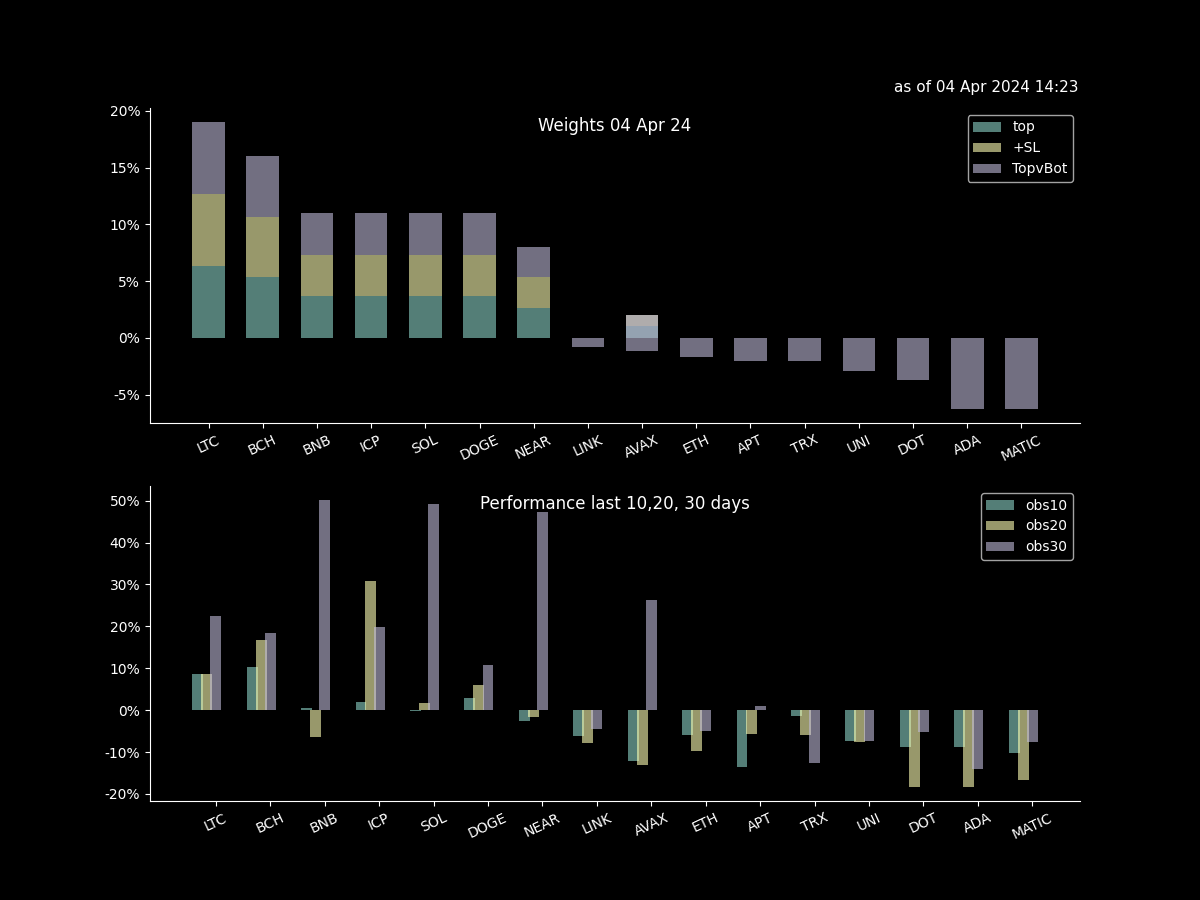 as of 04 Apr 2024 14:23
Weights 04 Apr 24
top
+SL
TopvBot
20%
15%
10%
5%
0%
-5%
LTC BCH BNB ICP SOL DOGE NEAR LINK AVAX ETH APT TRX UNI DOT ADA MATIC
Performance last 10,20, 30 days
obs10
obs20
obs30
50%
40%
30%
20%
10%
0%
-10%
-20%
LTC BCH BNB ICP SOL DOGE NEAR LINK AVAX ETH APT TRX UNI DOT ADA MATIC